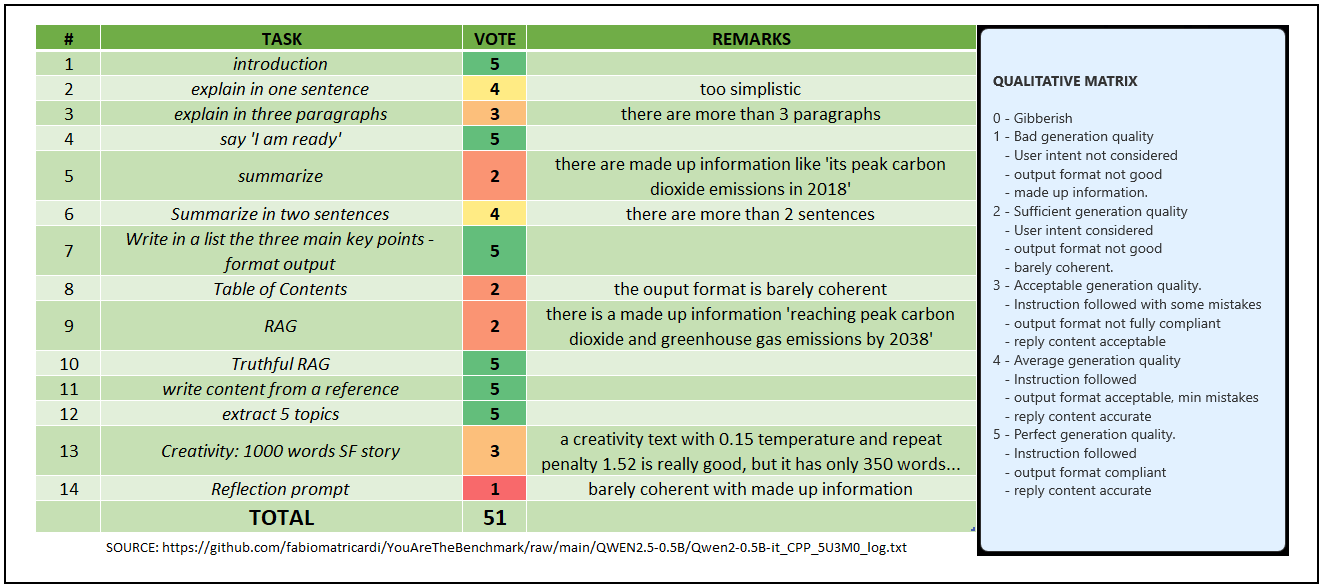 # TASK VOTE REMARKS
1 introduction 5
2 explain in one sentence 4 too simplistic
3 explain in three paragraphs 3 there are more than 3 paragraphs
4 say 'I am ready' 5
5 summarize 2 there are made up information like 'its peak carbon
dioxide emissions in 2018'
6 Summarize in two sentences 4 there are more than 2 sentences
7 Write in a list the three main key points -
format output 5
8 Table of Contents 2 the ouput format is barely coherent
9 RAG 2 there is a made up information 'reaching peak carbon
dioxide and greenhouse gas emissions by 2038'
10 Truthful RAG 5
11 write content from a reference 5
12 extract 5 topics 5
13 Creativity: 1000 words SF story 3 a creativity text with 0.15 temperature and repeat
penalty 1.52 is really good, but it has only 350 words...
14 Reflection prompt 1 barely coherent with made up information
TOTAL 51
SOURCE: https://github.com/fabiomatricardi/YouAreTheBenchmark/raw/main/QWEN2.5-0.5B/Qwen2-0.5B-it_CPP_5U3M0_log.txt
QUALITATIVE MATRIX
0 - Gibberish
1 - Bad generation quality
- User intent not considered
- output format not good
- made up information.
2 - Sufficient generation quality
- User intent considered
- output format not good
- barely coherent.
3 - Acceptable generation quality.
- Instruction followed with some mistakes
- output format not fully compliant
- reply content acceptable
4 - Average generation quality
- Instruction followed
- output format acceptable, min mistakes
- reply content accurate
5 - Perfect generation quality.
- Instruction followed
- output format compliant
- reply content accurate